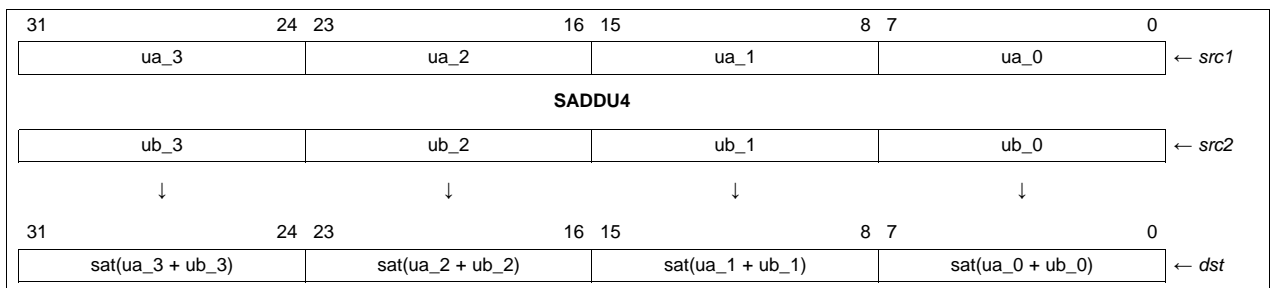 31 24 23 16 15 8 7 0
ua_3 ua_2 ua_1 ua_0 ← src1
SADDU4
ub_3 ub_2 ub_1 ub_0 ← src2
↓ ↓ ↓ ↓
31 24 23 16 15 8 7 0
sat(ua_3 + ub_3) sat(ua_2 + ub_2) sat(ua_1 + ub_1) sat(ua_0 + ub_0) ← dst